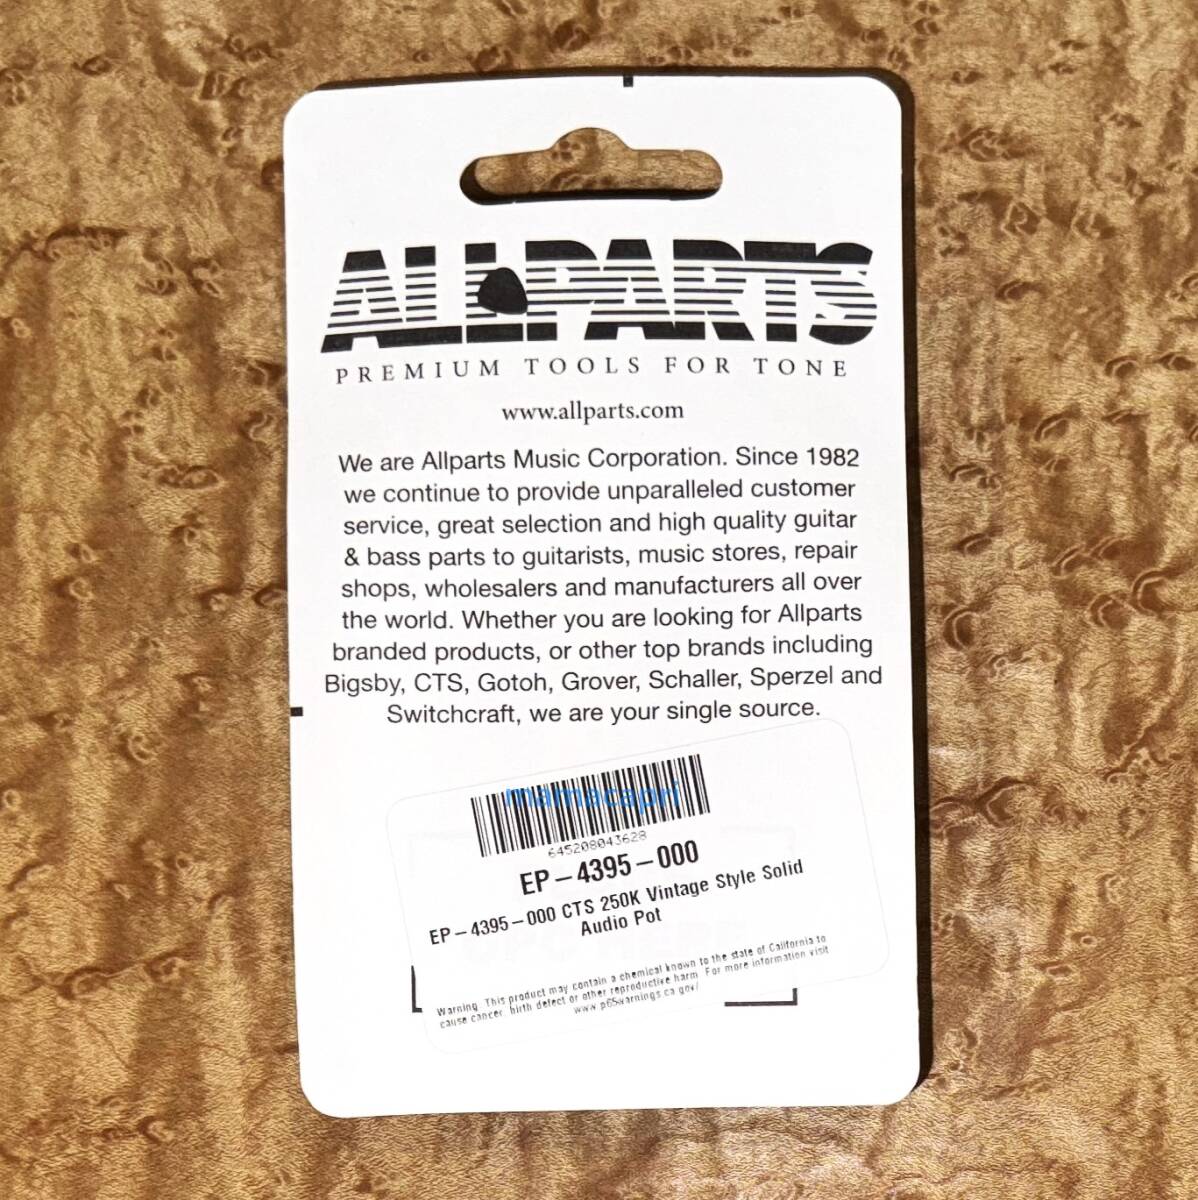 ALLPARTS
PREMIUM TOOLS FOR TONE
www.allparts.com
We are Allparts Music Corporation. Since 1982
we continue to provide unparalleled customer
service, great selection and high quality guitar
& bass parts to guitarists, music stores, repair
shops, wholesalers and manufacturers all over
the world. Whether you are looking for Allparts
branded products, or other top brands including
Bigsby, CTS, Gotoh, Grover, Schaller, Sperzel and
Switchcraft, we are your single source.
mamacapri
645208043628
EP-4395-000
EP-4395-000 CTS 250K Vintage Style Solid
Audio Pot
Warning. This product may contain a chemical known to the state of California to
cause cancer, birth defect or other reproductive harm. For more information visit
www.p65warnings.ca.gov/